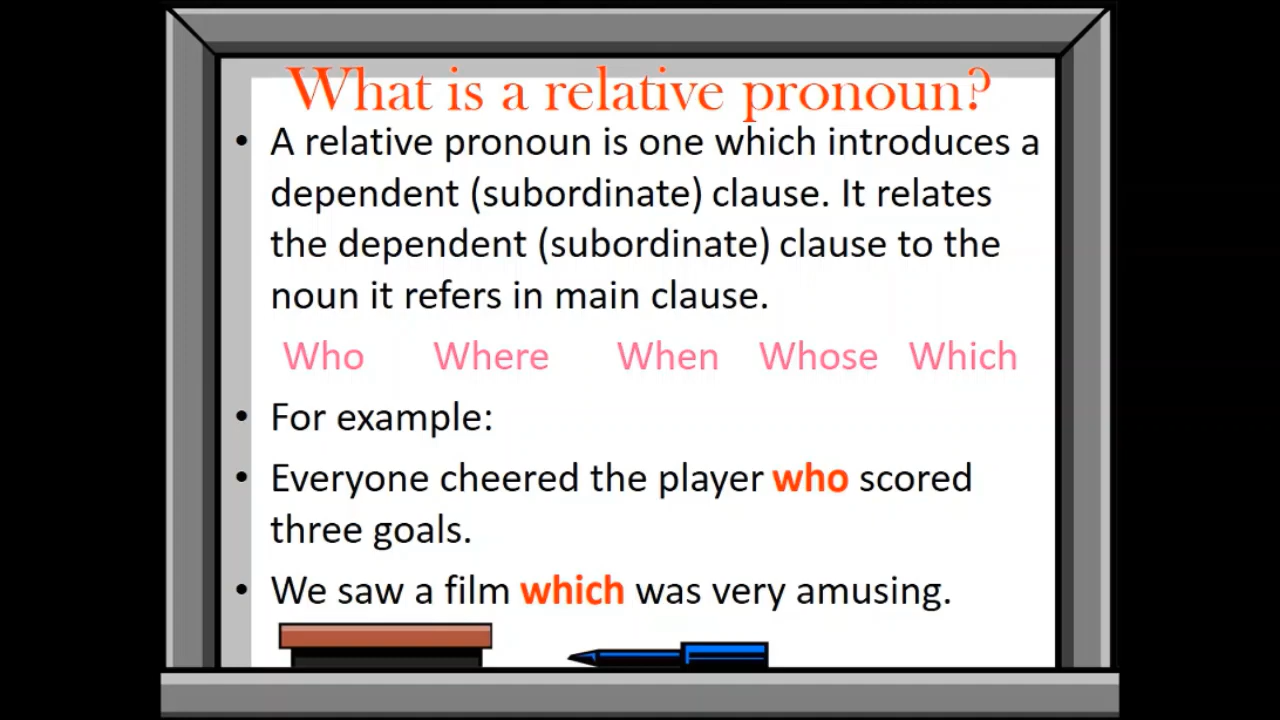 What is a relative pronoun?
• A relative pronoun is one which introduces a
dependent (subordinate) clause. It relates
the dependent (subordinate) clause to the
noun it refers in main clause.
Who Where When Whose Which
• For example:
• Everyone cheered the player who scored
three goals.
• We saw a film which was very amusing.